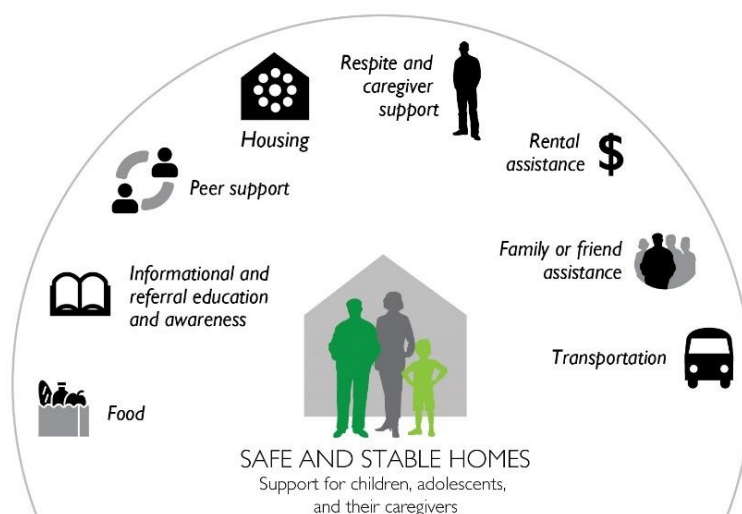 Respite and
caregiver
support
Housing
Rental
assistance
$
Peer support
Family or friend
assistance
Informational and
referral education
and awareness
Transportation
Food
SAFE AND STABLE HOMES
Support for children, adolescents,
and their caregivers